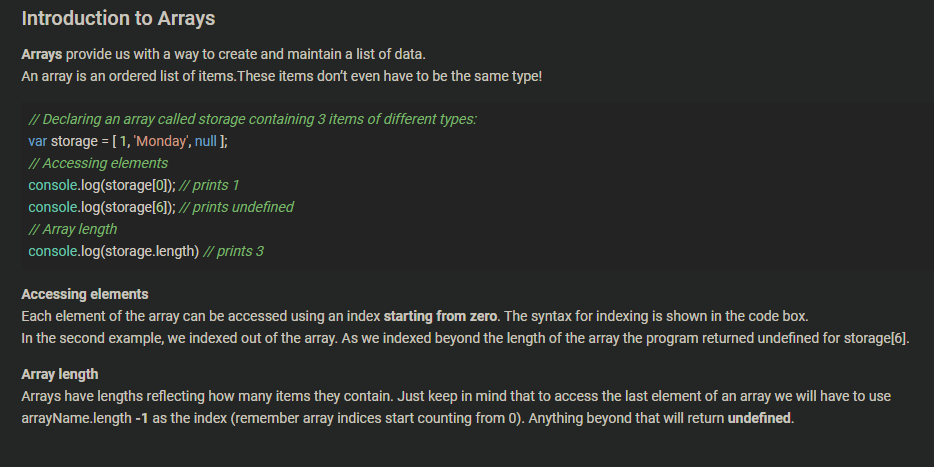 Introduction to Arrays
Arrays provide us with a way to create and maintain a list of data.
An array is an ordered list of items.These items don’t even have to be the same type!
// Declaring an array called storage containing 3 items of different types:
var storage = [ 1, 'Monday', null ];
// Accessing elements
console.log(storage[0]); // prints 1
console.log(storage[6]); // prints undefined
// Array length
console.log(storage.length) // prints 3
Accessing elements
Each element of the array can be accessed using an index starting from zero. The syntax for indexing is shown in the code box.
In the second example, we indexed out of the array. As we indexed beyond the length of the array the program returned undefined for storage[6].
Array length
Arrays have lengths reflecting how many items they contain. Just keep in mind that to access the last element of an array we will have to use
arrayName.length -1 as the index (remember array indices start counting from 0). Anything beyond that will return undefined.